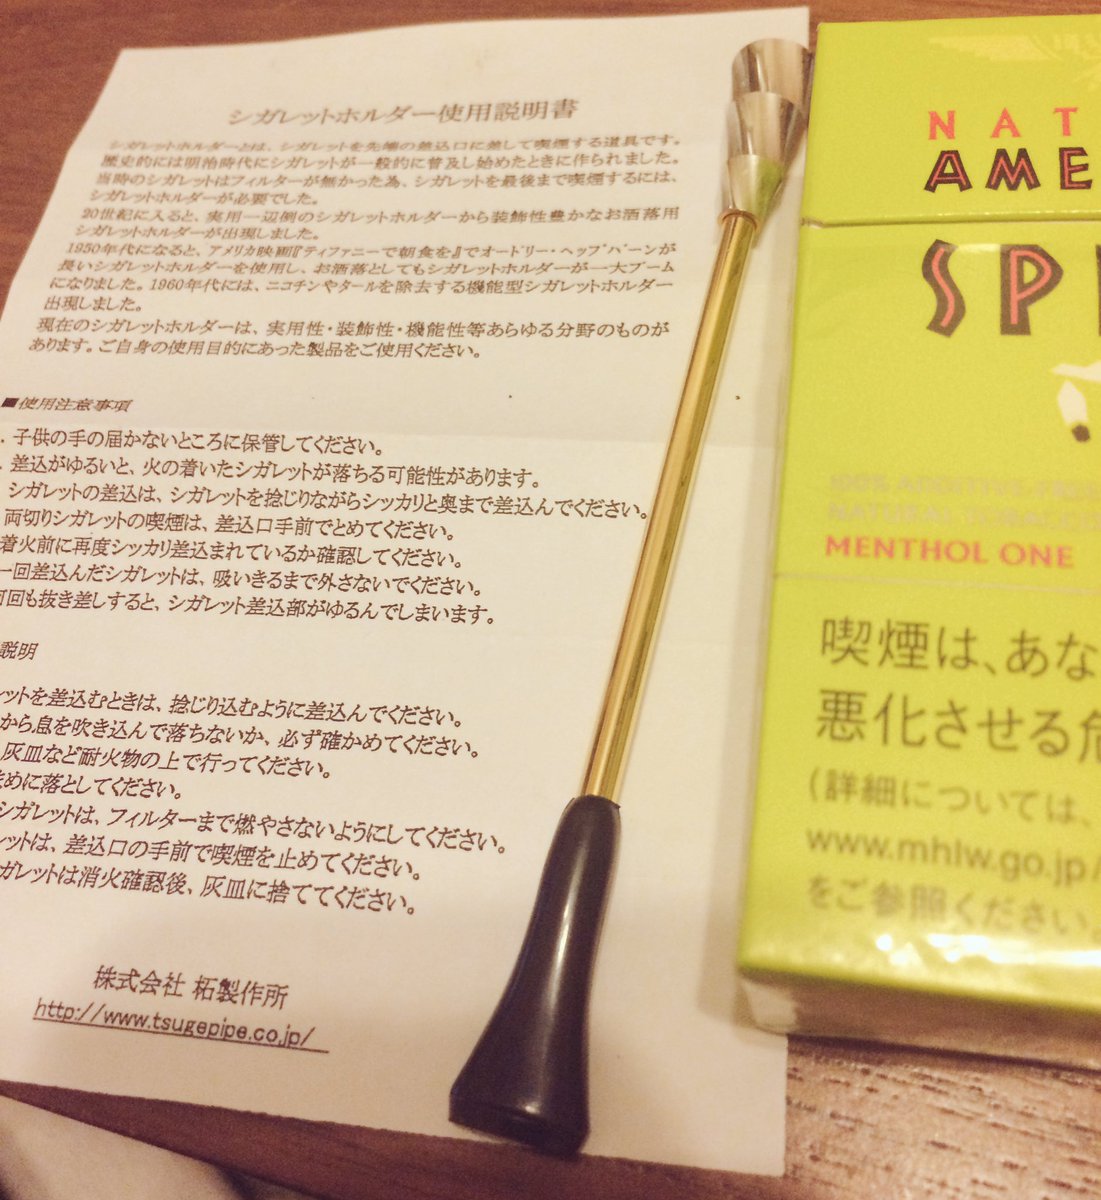 シガレットホルダー使用説明書
シガレットホルダーとは、シガレットを先端の差込口に差して喫煙する道具です。
歴史的には明治時代にシガレットが一般的に普及し始めたときに作られました。
当時のシガレットはフィルターが無かった為、シガレットを最後まで喫煙するには、
シガレットホルダーが必要でした。
20世紀に入ると、実用一辺倒のシガレットホルダーから装飾性豊かなお洒落用
シガレットホルダーが出現しました。
1950年代になると、アメリカ映画『ティファニーで朝食を』でオードリー・ヘップバーンが
長いシガレットホルダーを使用し、お洒落としてもシガレットホルダーが一大ブーム
になりました。1960年代には、ニコチンやタールを除去する機能型シガレットホルダー
出現しました。
現在のシガレットホルダーは、実用性・装飾性・機能性等あらゆる分野のものが
あります。ご自身の使用目的にあった製品をご使用ください。
■使用注意事項
. 子供の手の届かないところに保管してください。
. 差込がゆるいと、火の着いたシガレットが落ちる可能性があります。
シガレットの差込は、シガレットを捻じりながらシッカリと奥まで差込んでください。
両切りシガレットの喫煙は、差込口手前でとめてください。
着火前に再度シッカリ差込まれているか確認してください。
一回差込んだシガレットは、吸いきるまで外さないでください。
何回も抜き差しすると、シガレット差込部がゆるんでしまいます。
説明
レットを差込むときは、捻じり込むように差込んでください。
から息を吹き込んで落ちないか、必ず確かめてください。
灰皿など耐火物の上で行ってください。
まめに落としてください。
シガレットは、フィルターまで燃やさないようにしてください。
レットは、差込口の手前で喫煙を止めてください。
ガレットは消火確認後、灰皿に捨ててください。
株式会社 柘製作所
http://www.tsugepipe.co.jp/
NAT
AME
SPI
100% ADDITIVE FREE
NATURAL TOBACCO
MENTHOL ONE
喫煙は、あな
悪化させる危
(詳細については、
www.mhlw.go.jp/
をご参照ください。